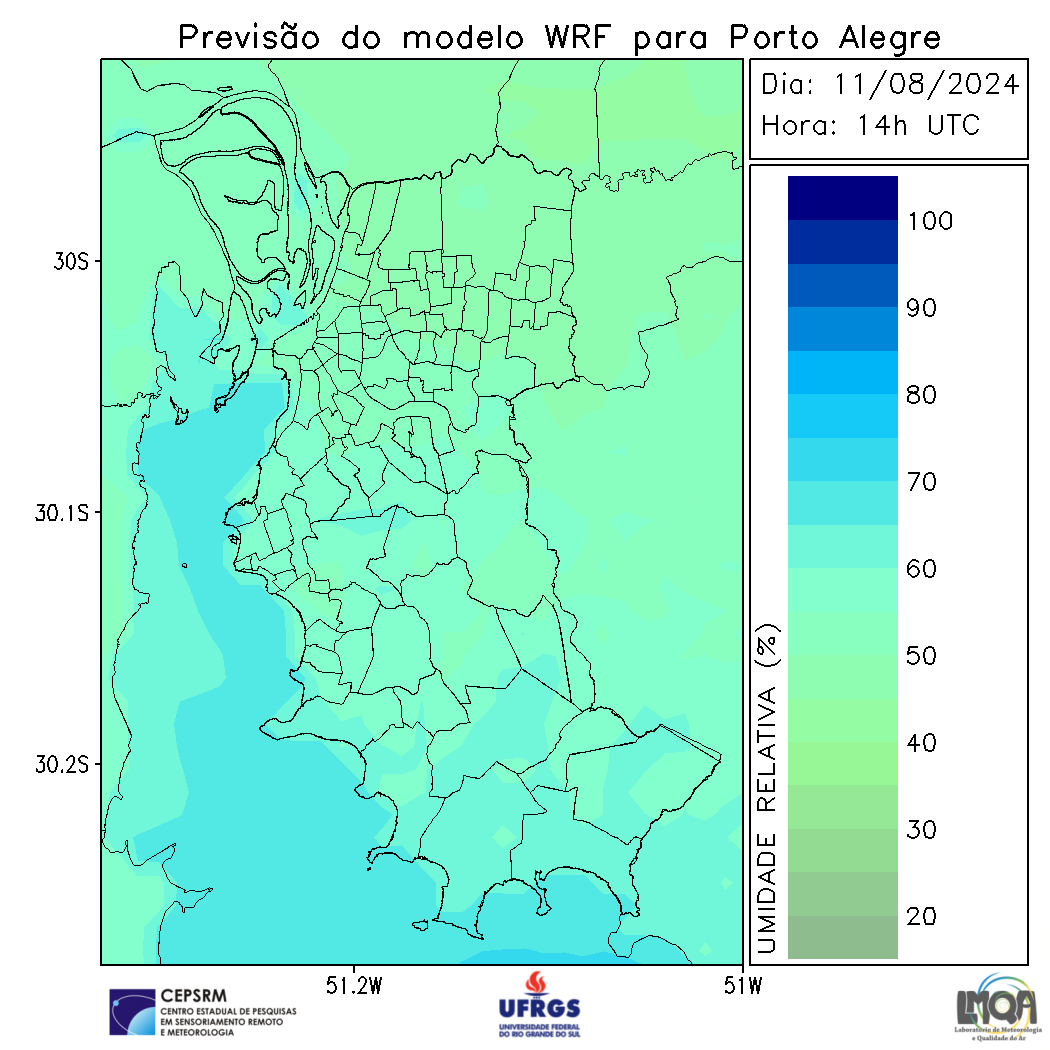 Previsão do modelo WRF para Porto Alegre
Dia: 11/08/2024
Hora: 14h UTC
30S
30.1S
30.2S
51.2W
51W
UMIDADE RELATIVA (%)
100
90
80
70
60
50
40
30
20
CEPSRM
CENTRO ESTADUAL DE PESQUISAS
EM SENSORIAMENTO REMOTO
E METEOROLOGIA
UFRGS
UNIVERSIDADE FEDERAL
DO RIO GRANDE DO SUL
LMQA
Laboratório de Meteorologia
e Qualidade do Ar